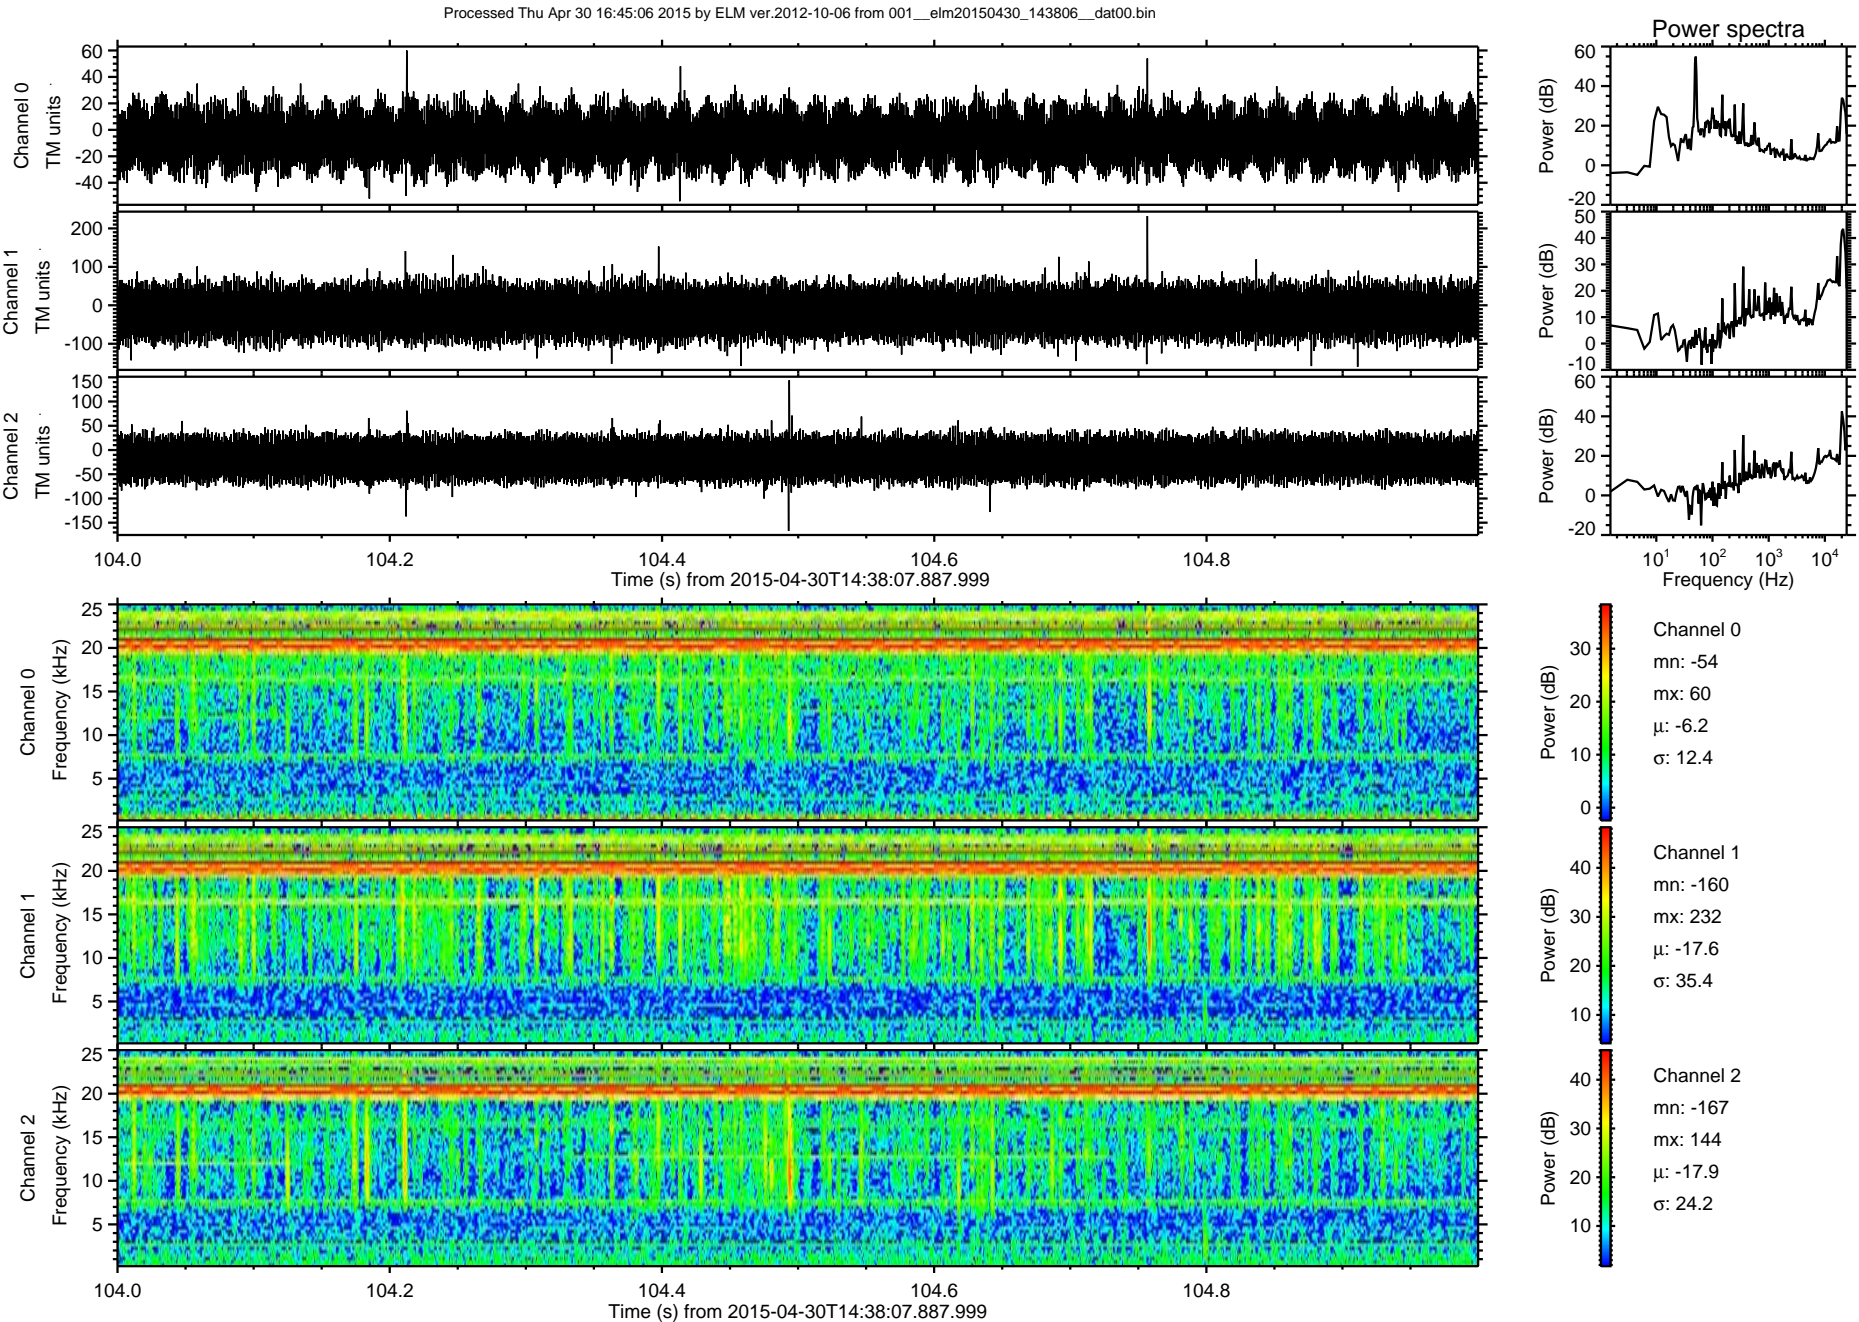 Processed Thu Apr 30 16:45:06 2015 by ELM ver.2012-10-06 from 001__elm20150430_143806__dat00.bin
Power spectra
Channel 0
TM units
60
40
20
0
-20
-40
Power (dB)
60
40
20
0
-20
Channel 1
TM units
200
100
0
-100
Power (dB)
50
40
30
20
10
0
-10
Channel 2
TM units
150
100
50
0
-50
-100
-150
Power (dB)
60
40
20
0
-20
104.0 104.2 104.4 104.6 104.8
Time (s) from 2015-04-30T14:38:07.887.999
10¹ 10² 10³ 10⁴
Frequency (Hz)
Channel 0
Frequency (kHz)
25
20
15
10
5
Power (dB)
30
20
10
0
Channel 0
mn: -54
mx: 60
µ: -6.2
σ: 12.4
Channel 1
Frequency (kHz)
25
20
15
10
5
Power (dB)
40
30
20
10
Channel 1
mn: -160
mx: 232
µ: -17.6
σ: 35.4
Channel 2
Frequency (kHz)
25
20
15
10
5
Power (dB)
40
30
20
10
Channel 2
mn: -167
mx: 144
µ: -17.9
σ: 24.2
104.0 104.2 104.4 104.6 104.8
Time (s) from 2015-04-30T14:38:07.887.999